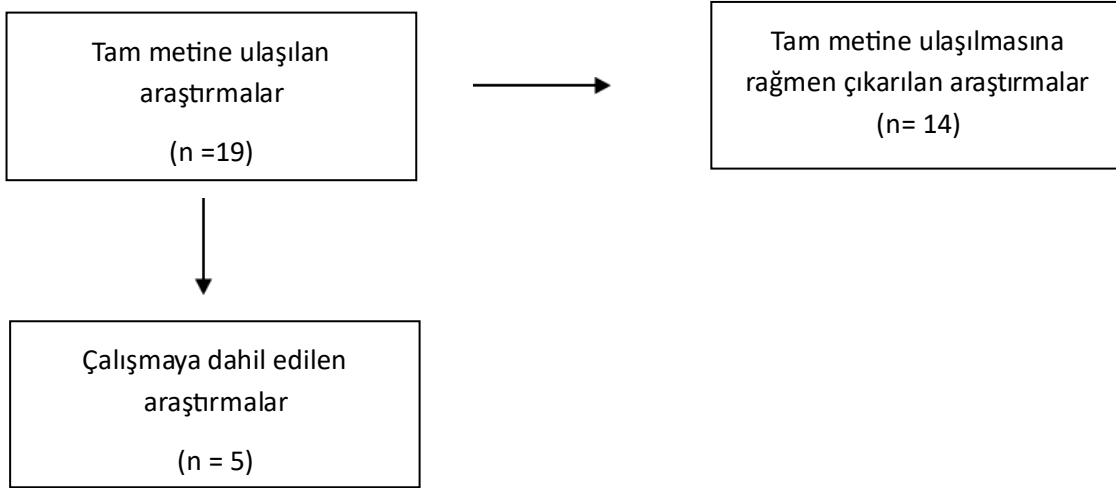 Tam metine ulaşılan
araştırmalar
(n =19)
Tam metine ulaşılmasına
rağmen çıkarılan araştırmalar
(n= 14)
Çalışmaya dahil edilen
araştırmalar
(n = 5)